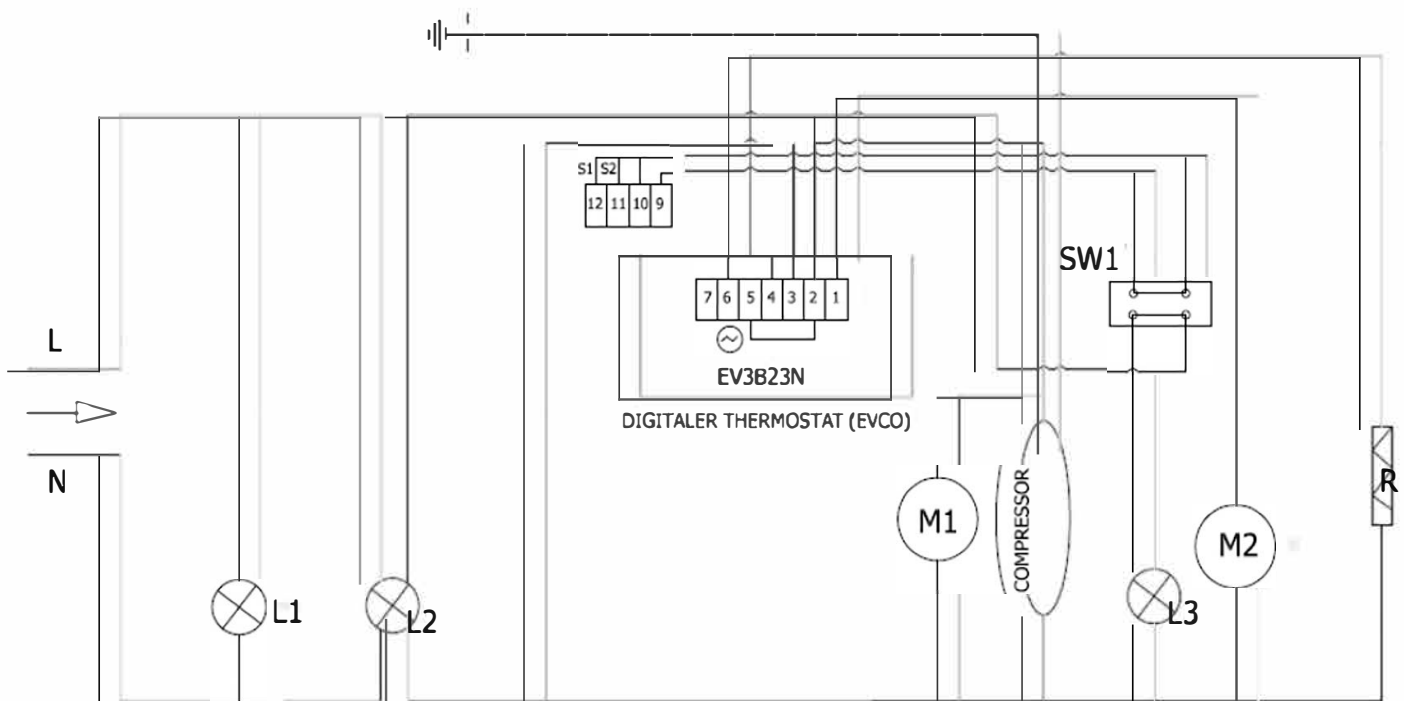 S1 S2
12 11 10 9
SW1
7 6 5 4 3 2 1
L
EV3B23N
DIGITALER THERMOSTAT (EVCO)
N
R
M1
COMPRESSOR
M2
L1
L2
L3